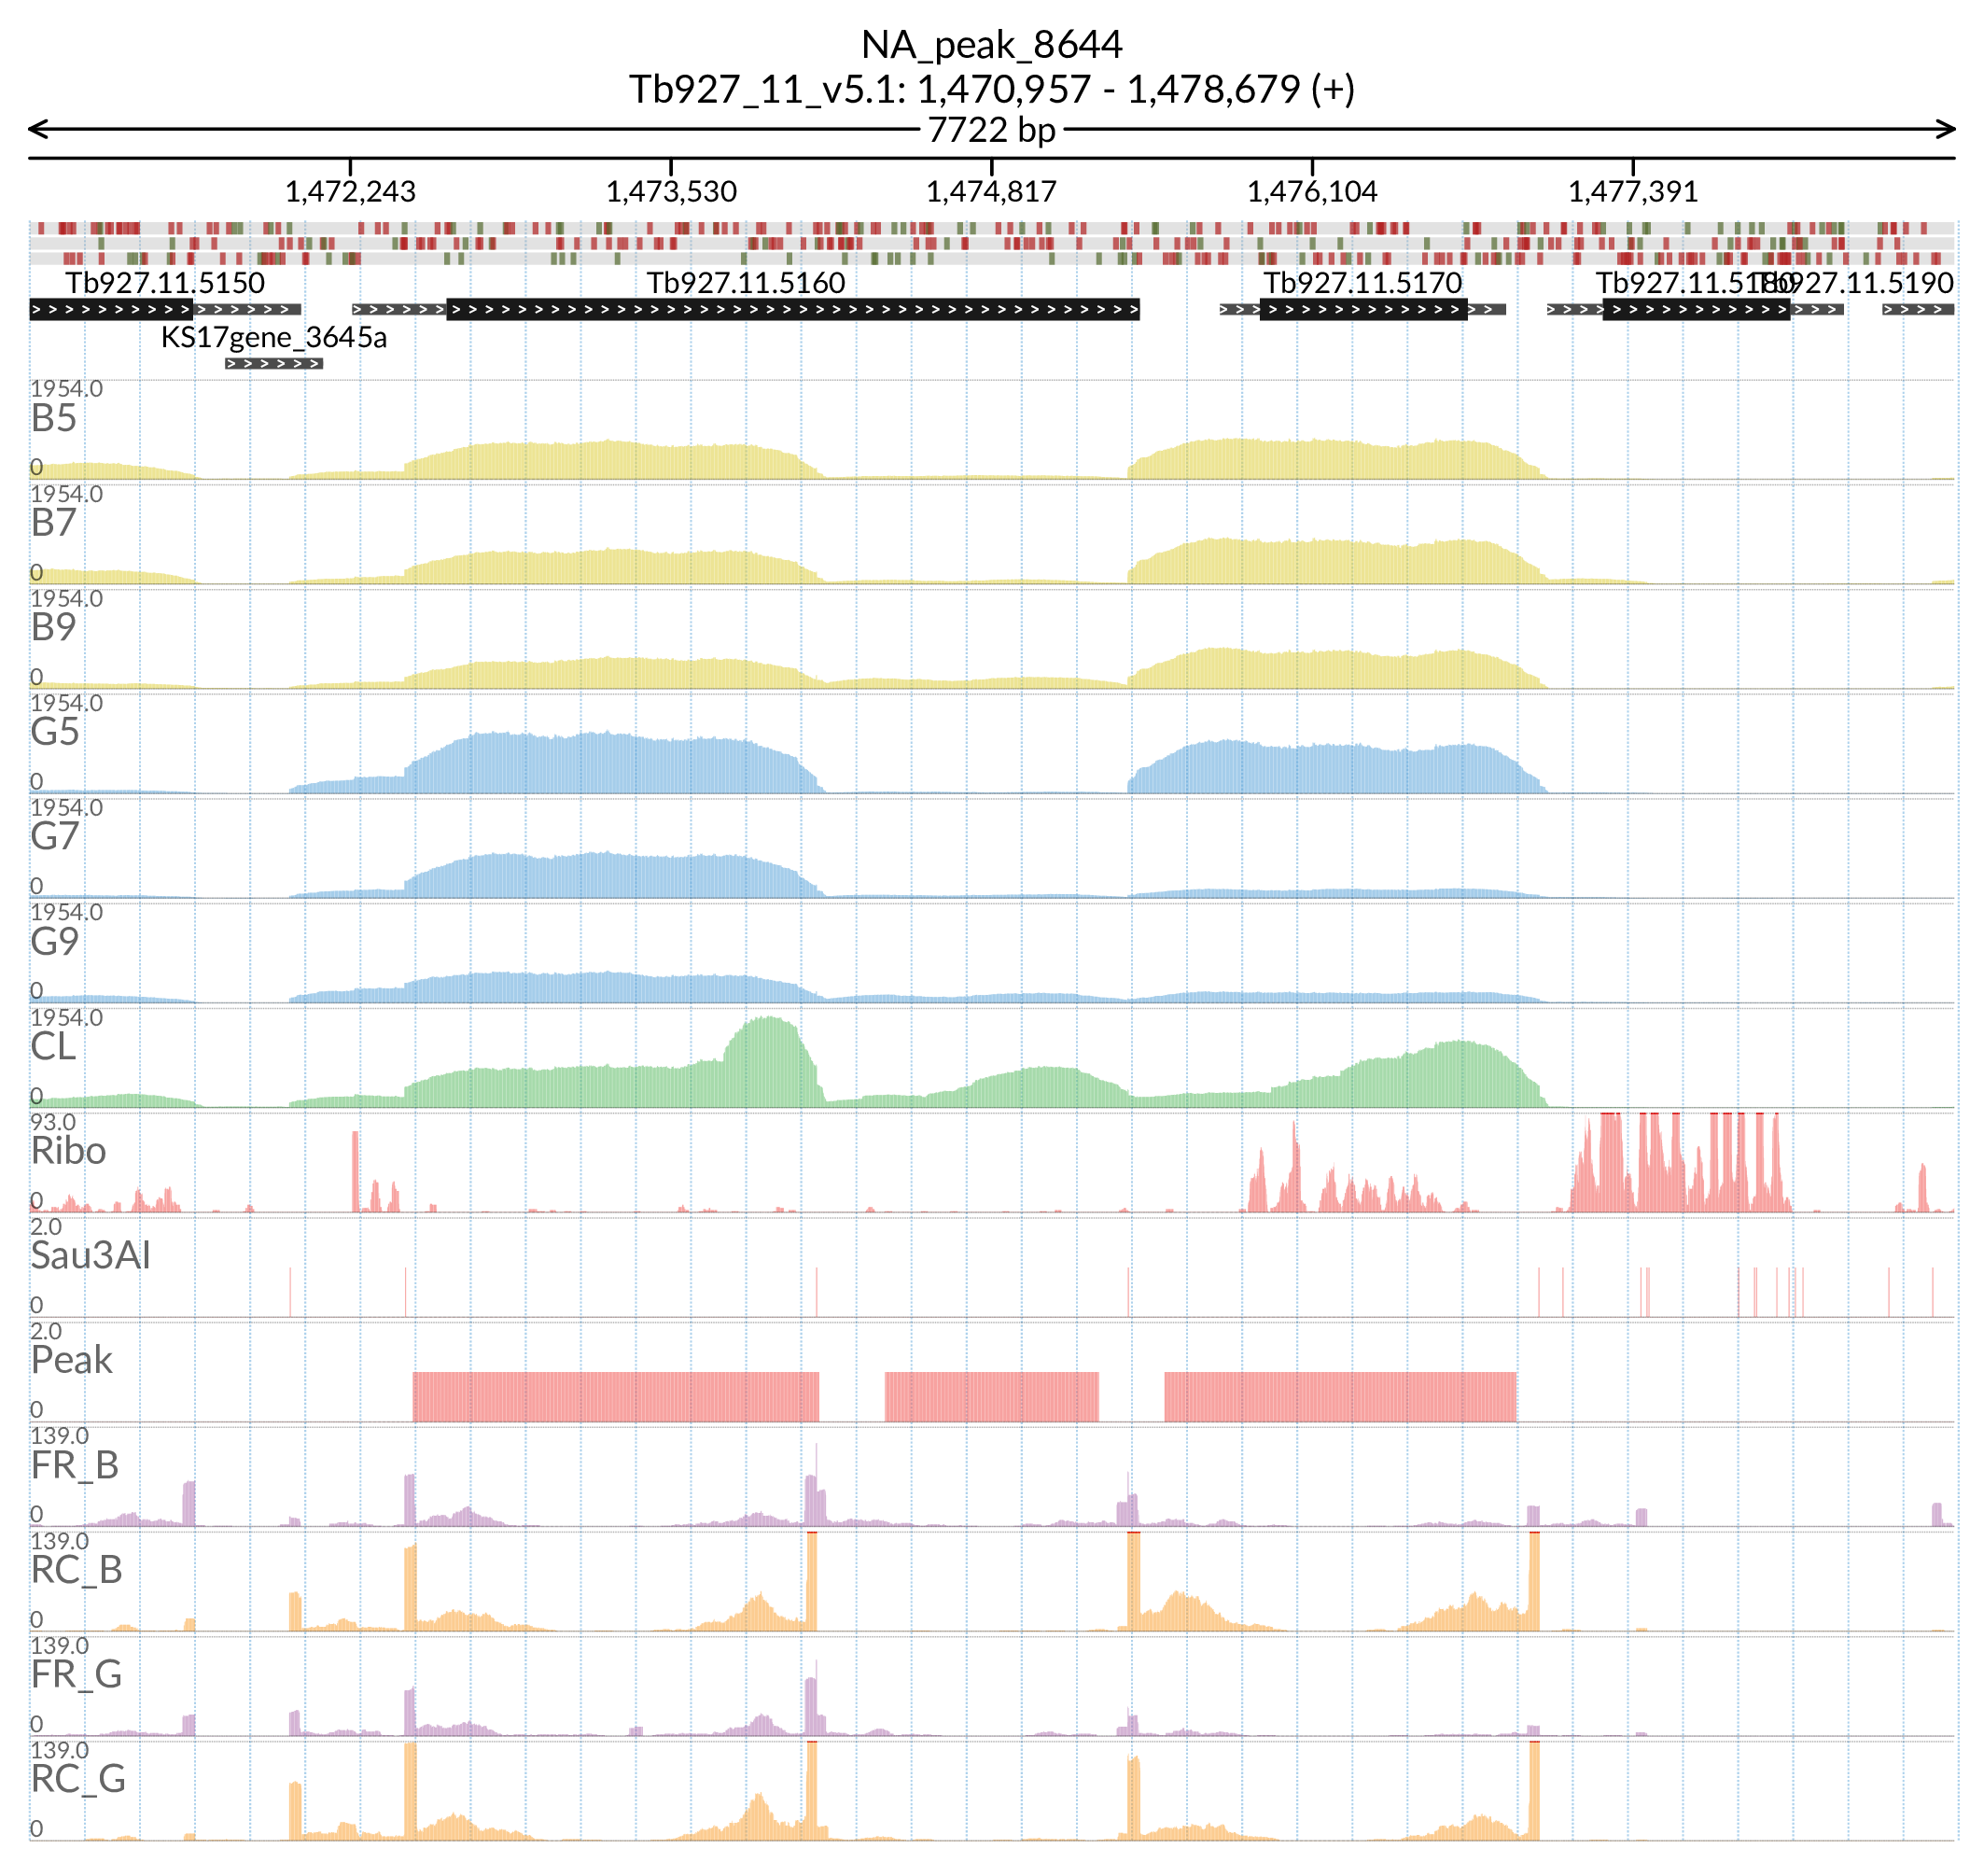 NA_peak_8644
Tb927_11_v5.1: 1,470,957 - 1,478,679 (+)
7722 bp
1,472,243 1,473,530 1,474,817 1,476,104 1,477,391
Tb927.11.5150 Tb927.11.5160 Tb927.11.5170 Tb927.11.5180 Tb927.11.5190
KS17gene_3645a
1954.0
B5
0
1954.0
B7
0
1954.0
B9
0
1954.0
G5
0
1954.0
G7
0
1954.0
G9
0
1954.0
CL
0
93.0
Ribo
0
2.0
Sau3AI
0
2.0
Peak
0
139.0
FR_B
0
139.0
RC_B
0
139.0
FR_G
0
139.0
RC_G
0